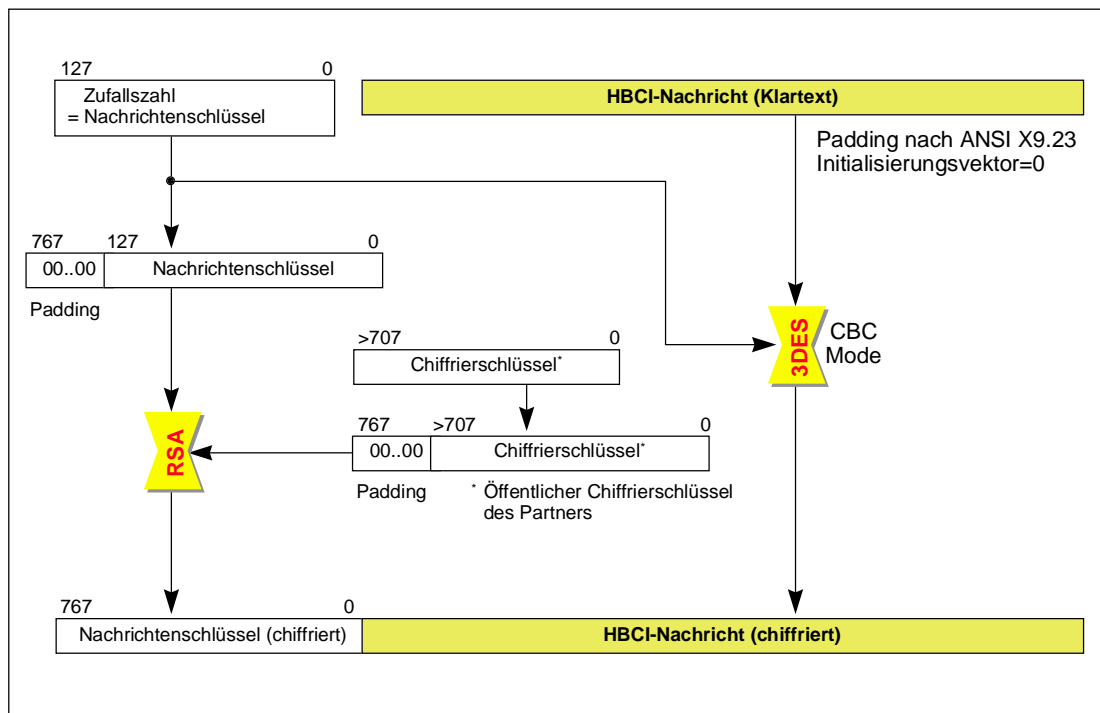 127 0
Zufallszahl
= Nachrichtenschlüssel
HBCI-Nachricht (Klartext)
Padding nach ANSI X9.23
Initialisierungsvektor=0
767 127 0
00..00 Nachrichtenschlüssel
Padding
3DES
CBC
Mode
>707 0
Chiffrierschlüssel*
RSA
767 >707 0
00..00 Chiffrierschlüssel*
Padding
* Öffentlicher Chiffrierschlüssel
des Partners
767 0
Nachrichtenschlüssel (chiffriert)
HBCI-Nachricht (chiffriert)